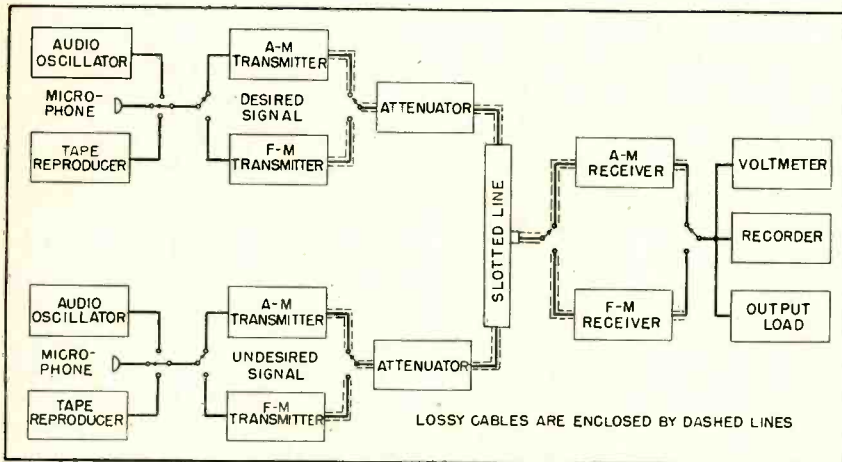 AUDIO
OSCILLATOR
MICRO-
PHONE
TAPE
REPRODUCER
A-M
TRANSMITTER
DESIRED
SIGNAL
F-M
TRANSMITTER
ATTENUATOR
AUDIO
OSCILLATOR
MICRO-
PHONE
TAPE
REPRODUCER
A-M
TRANSMITTER
UNDESIRED
SIGNAL
F-M
TRANSMITTER
ATTENUATOR
SLOTTED LINE
A-M
RECEIVER
F-M
RECEIVER
VOLTMETER
RECORDER
OUTPUT
LOAD
LOSSY CABLES ARE ENCLOSED BY DASHED LINES